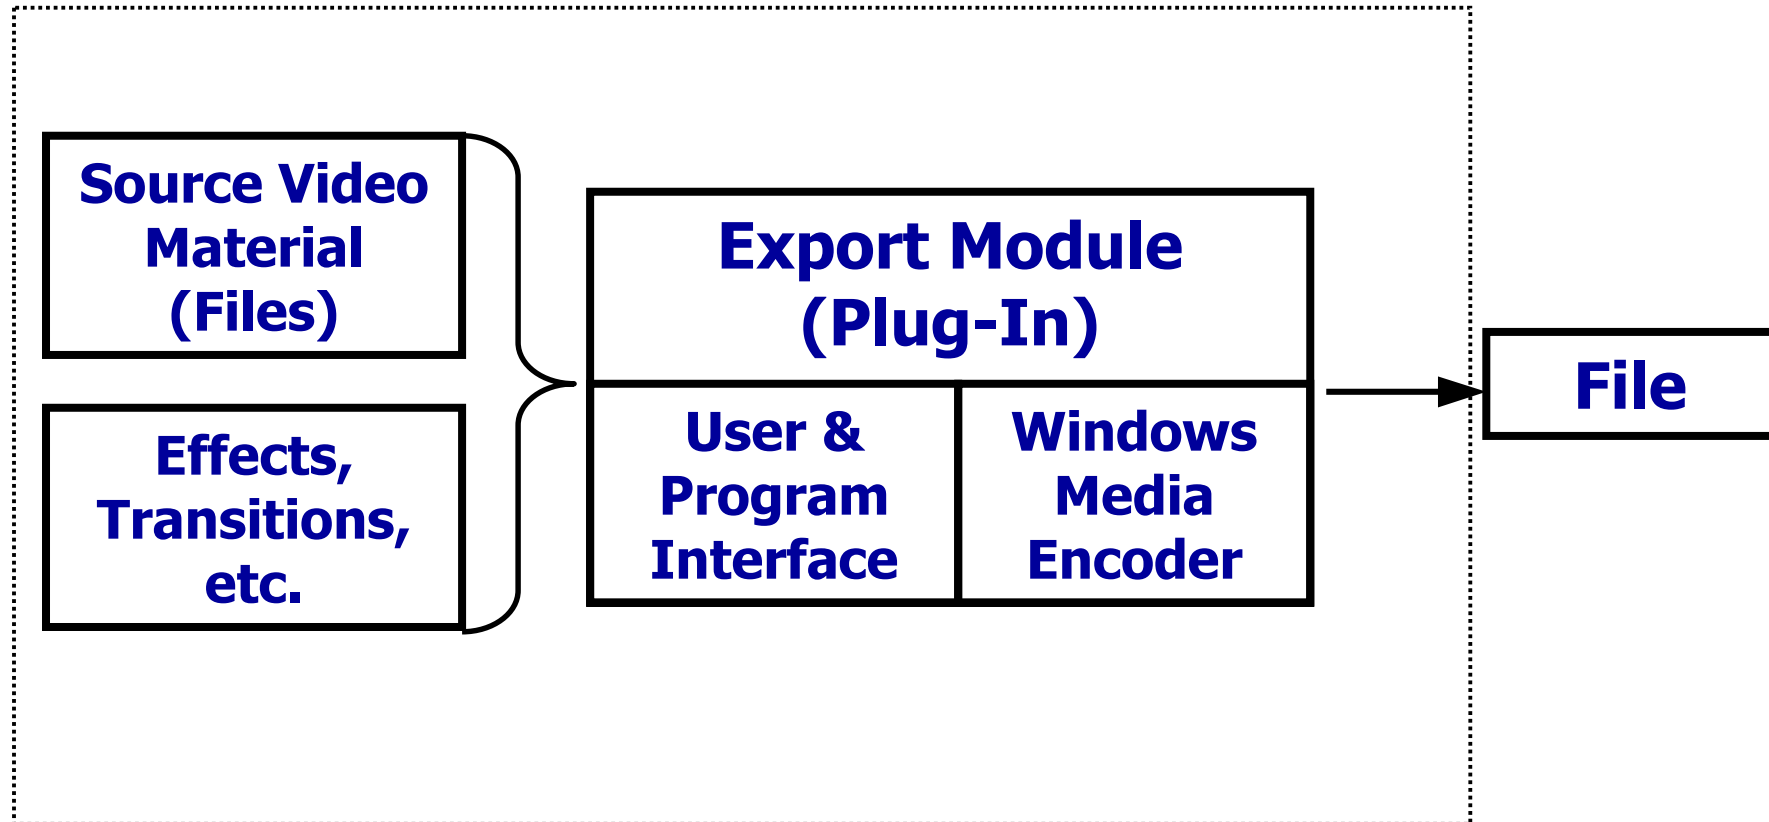 Source Video
Material
(Files)
Effects,
Transitions,
etc.
Export Module
(Plug-In)
User &
Program
Interface
Windows
Media
Encoder
File